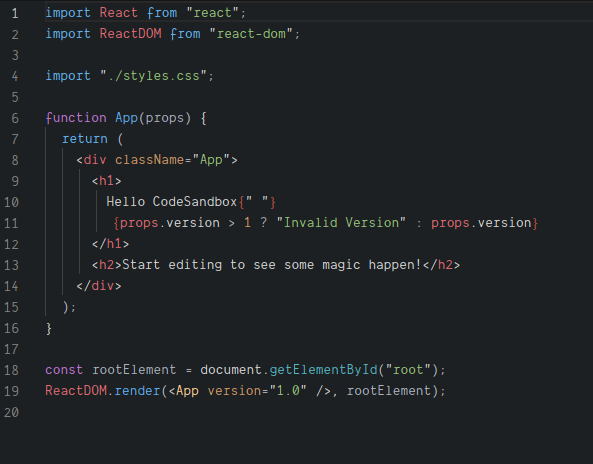 1 import React from "react";
2 import ReactDOM from "react-dom";
3
4 import "./styles.css";
5
6 function App(props) {
7 return (
8 <div className="App">
9 <h1>
10 Hello CodeSandbox{" "}
11 {props.version > 1 ? "Invalid Version" : props.version}
12 </h1>
13 <h2>Start editing to see some magic happen!</h2>
14 </div>
15 );
16 }
17
18 const rootElement = document.getElementById("root");
19 ReactDOM.render(<App version="1.0" />, rootElement);
20